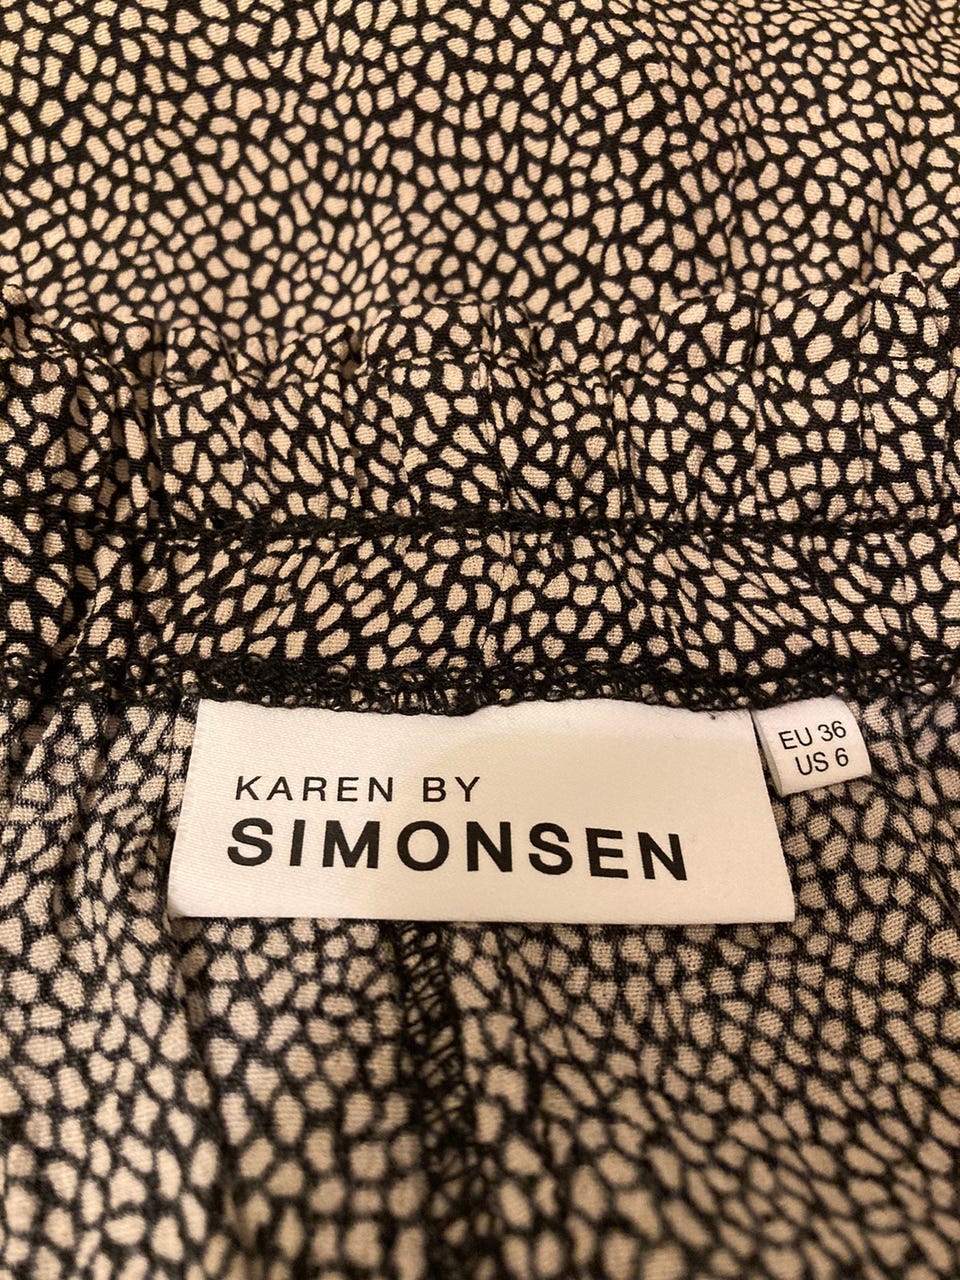 KAREN BY
SIMONSEN
EU 36
US 6